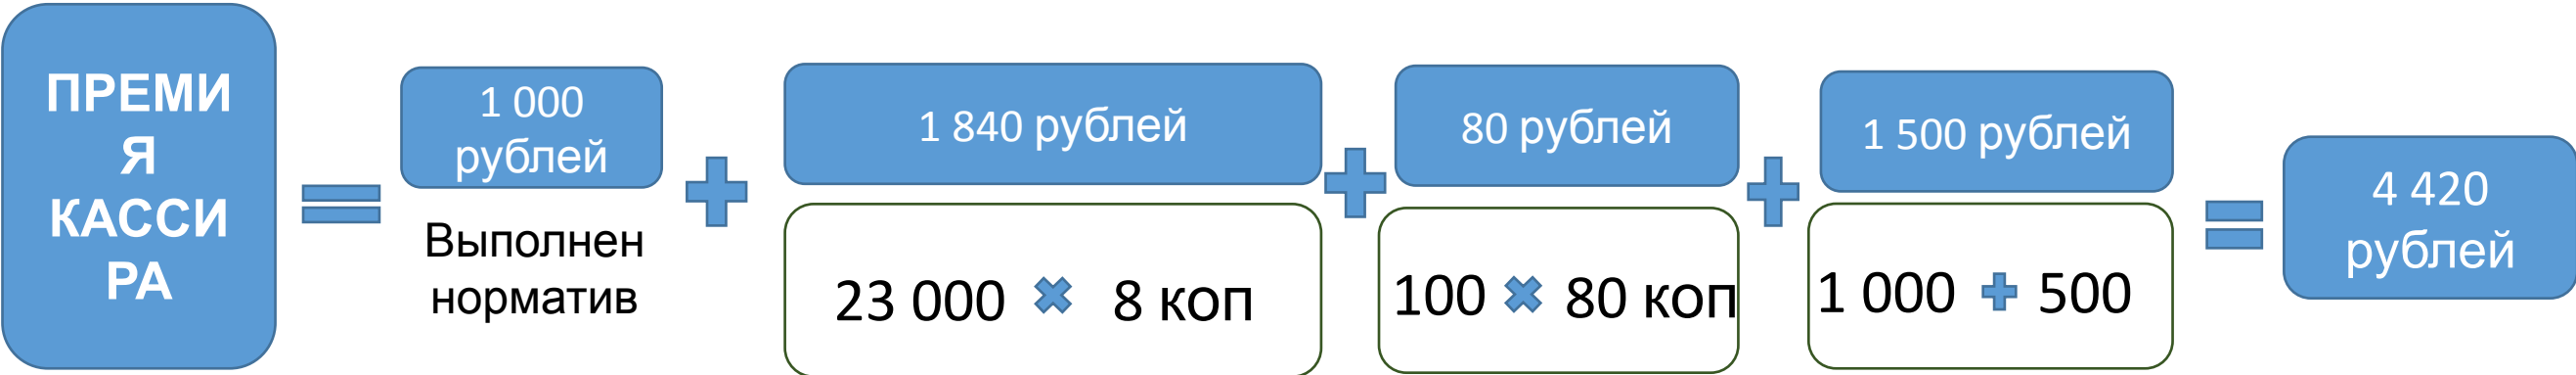 ПРЕМИ
Я
КАССИ
РА
1 000
рублей
Выполнен
норматив
1 840 рублей
23 000 ✖ 8 коп
80 рублей
100 ✖ 80 коп
1 500 рублей
1 000 + 500
4 420
рублей